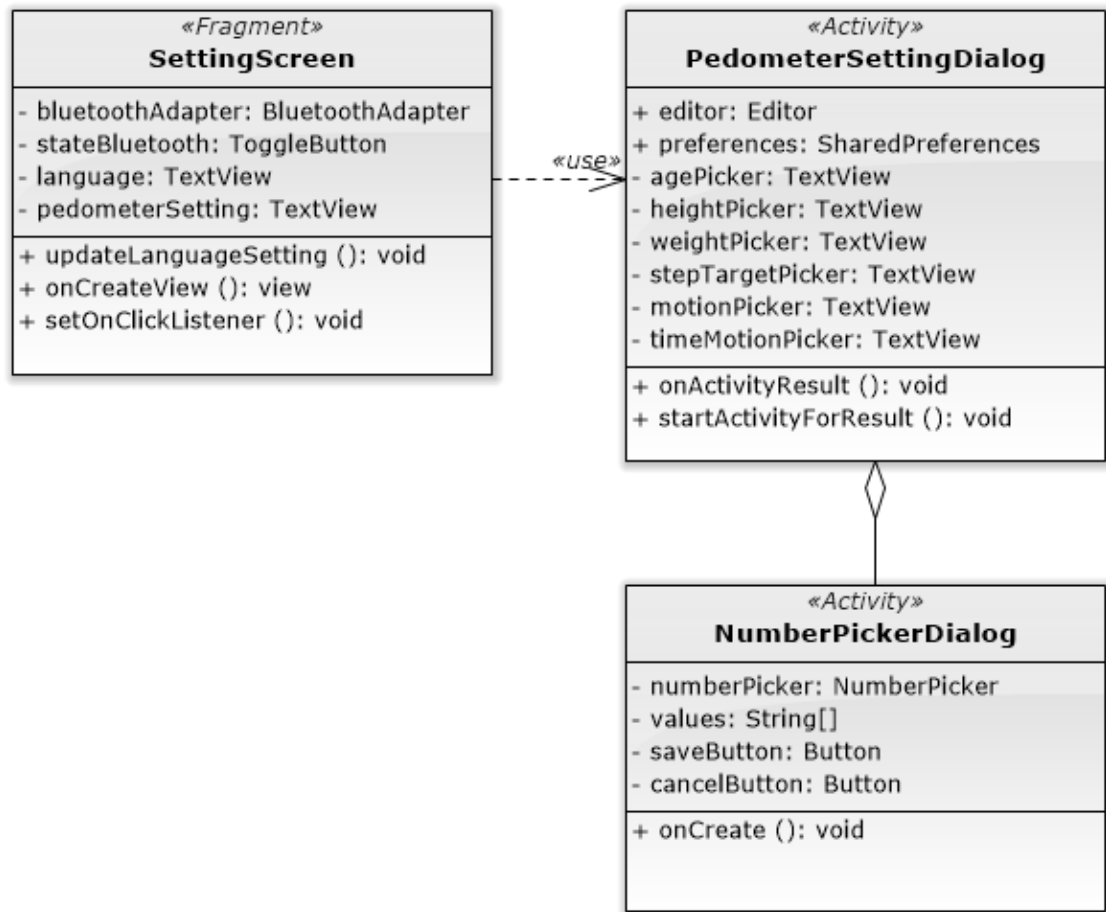 «Fragment»
SettingScreen
- bluetoothAdapter: BluetoothAdapter
- stateBluetooth: ToggleButton
- language: TextView
- pedometerSetting: TextView
+ updateLanguageSetting (): void
+ onCreateView (): view
+ setOnClickListener (): void
«use»
«Activity»
PedometerSettingDialog
+ editor: Editor
+ preferences: SharedPreferences
- agePicker: TextView
- heightPicker: TextView
- weightPicker: TextView
- stepTargetPicker: TextView
- motionPicker: TextView
- timeMotionPicker: TextView
+ onActivityResult (): void
+ startActivityForResult (): void
«Activity»
NumberPickerDialog
- numberPicker: NumberPicker
- values: String[]
- saveButton: Button
- cancelButton: Button
+ onCreate (): void